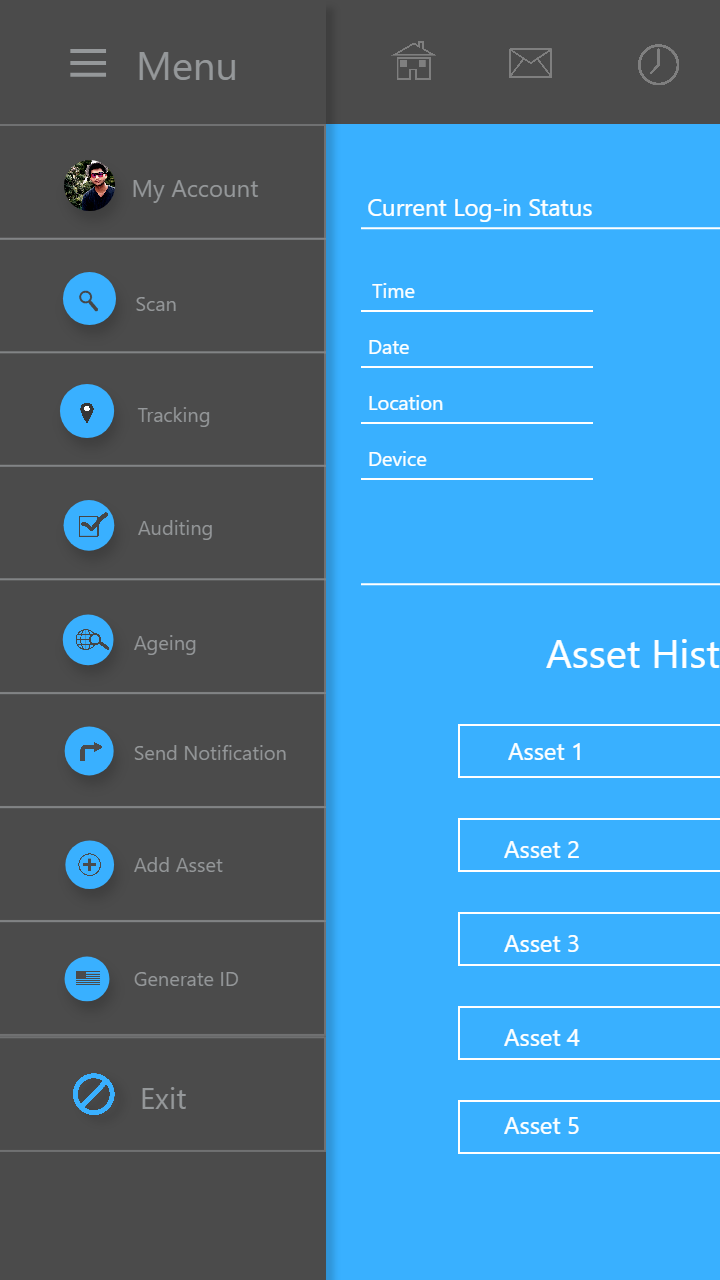 Menu
My Account
Scan
Tracking
Auditing
Ageing
Send Notification
Add Asset
Generate ID
Exit
Current Log-in Status
Time
Date
Location
Device
Asset Hist
Asset 1
Asset 2
Asset 3
Asset 4
Asset 5